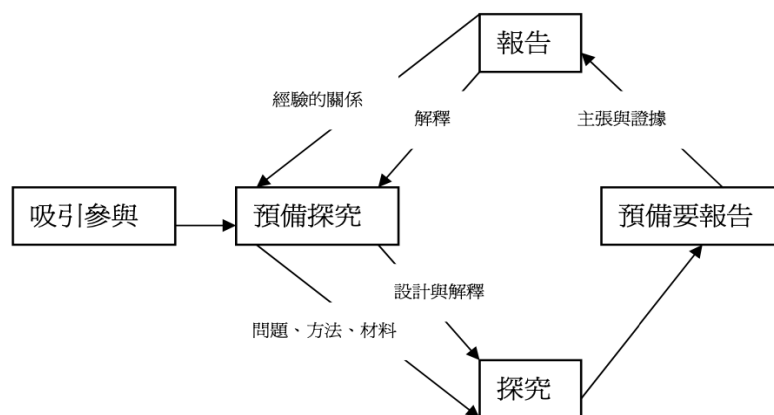 報告
經驗的關係
解釋
主張與證據
吸引參與
預備探究
預備要報告
設計與解釋
問題、方法、材料
探究